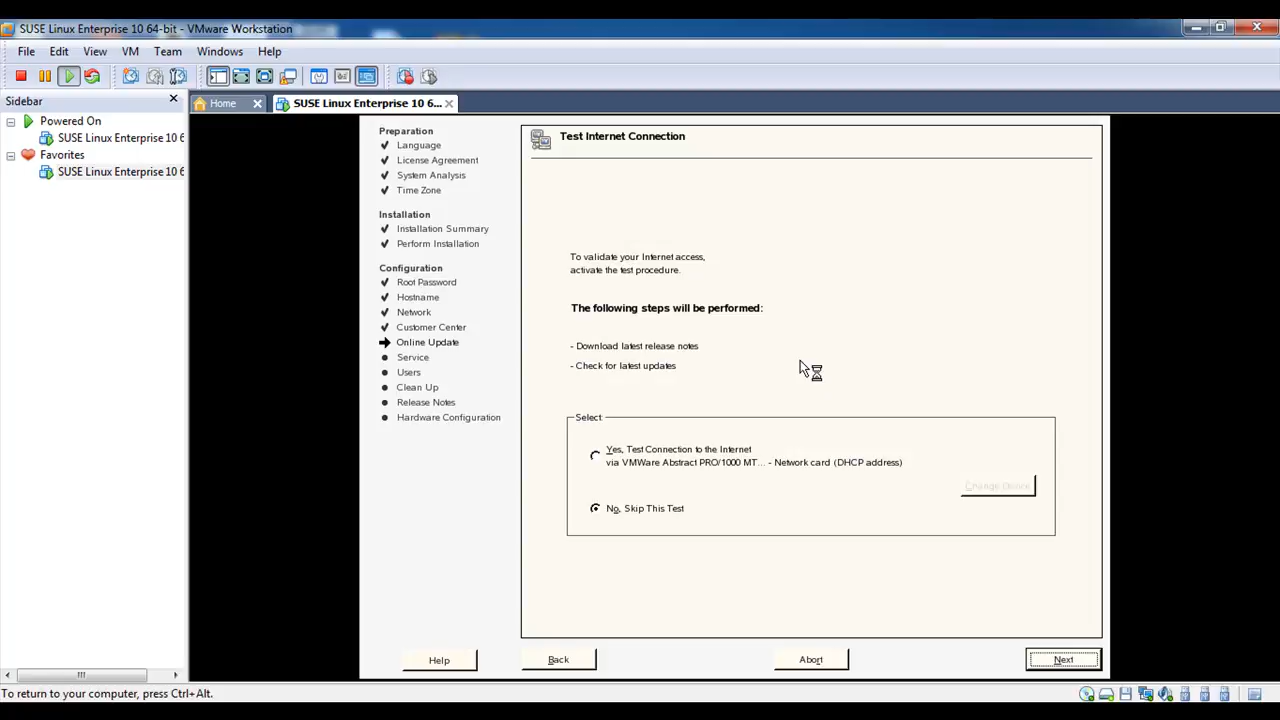 SUSE Linux Enterprise 10 64-bit - VMware Workstation
File Edit View VM Team Windows Help
Sidebar
Home
SUSE Linux Enterprise 10 6...
Powered On
SUSE Linux Enterprise 10 6
Favorites
SUSE Linux Enterprise 10 6
Preparation
Language
License Agreement
System Analysis
Time Zone
Installation
Installation Summary
Perform Installation
Configuration
Root Password
Hostname
Network
Customer Center
Online Update
Service
Users
Clean Up
Release Notes
Hardware Configuration
Test Internet Connection
To validate your Internet access,
activate the test procedure.
The following steps will be performed:
- Download latest release notes
- Check for latest updates
Select:
Yes, Test Connection to the Internet
via VMWare Abstract PRO/1000 MT... - Network card (DHCP address)
Change Device
No, Skip This Test
Help Back Abort Next
To return to your computer, press Ctrl+Alt.